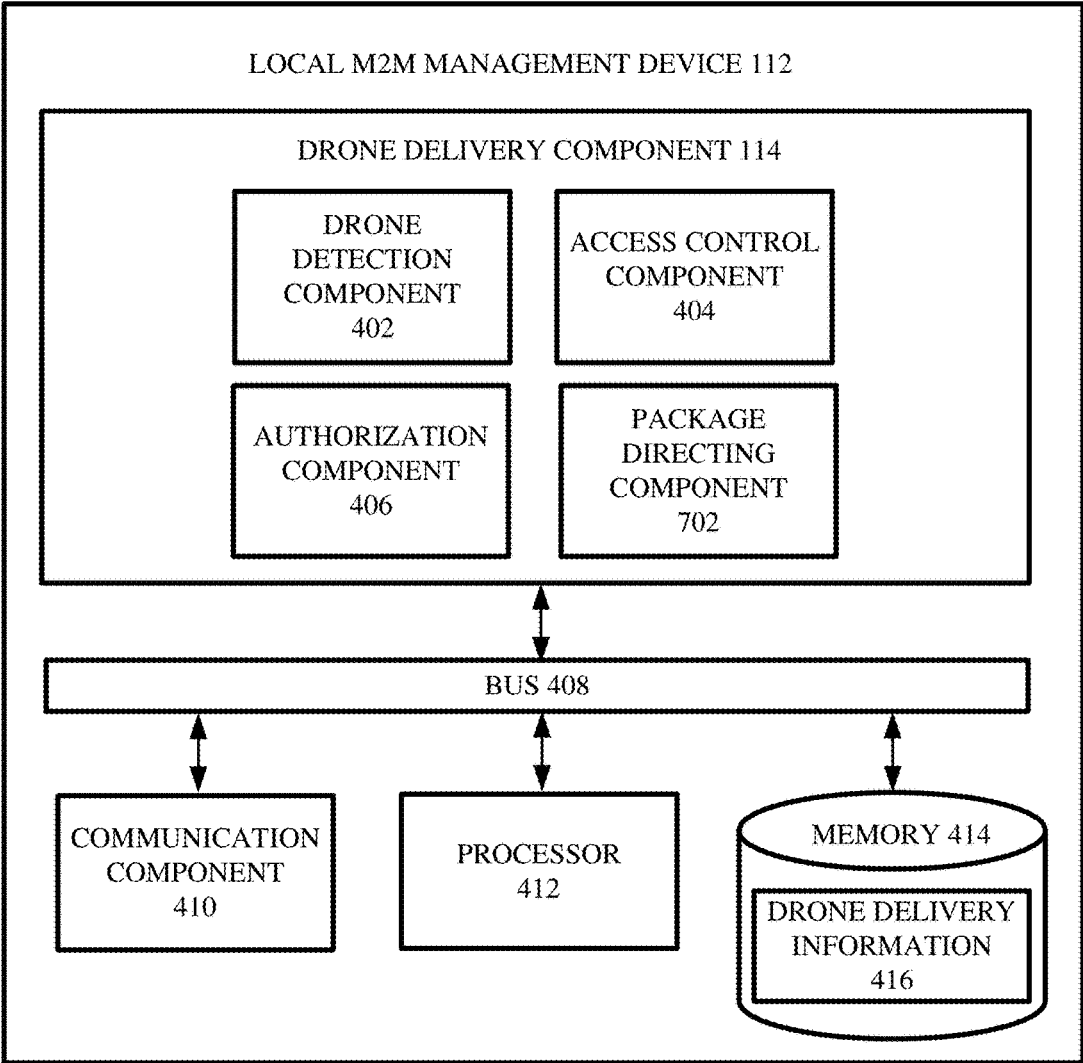 LOCAL M2M MANAGEMENT DEVICE 112
DRONE DELIVERY COMPONENT 114
DRONE
DETECTION
COMPONENT
402
ACCESS CONTROL
COMPONENT
404
AUTHORIZATION
COMPONENT
406
PACKAGE
DIRECTING
COMPONENT
702
BUS 408
COMMUNICATION
COMPONENT
410
PROCESSOR
412
MEMORY 414
DRONE DELIVERY
INFORMATION
416